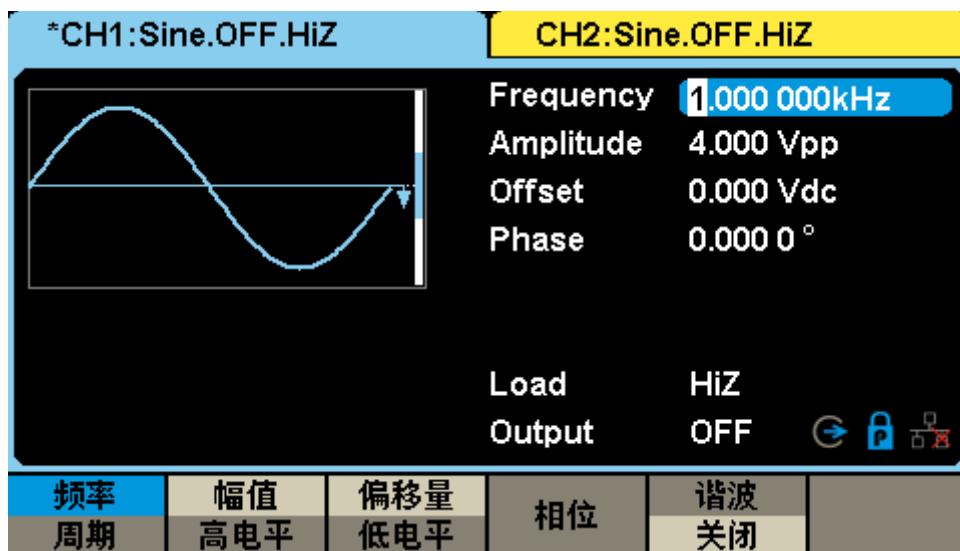 *CH1:Sine.OFF.HiZ
CH2:Sine.OFF.HiZ
Frequency 1.000 000kHz
Amplitude 4.000 Vpp
Offset 0.000 Vdc
Phase 0.000 0 °
Load HiZ
Output OFF
P
频率 幅值 偏移量 相位 谐波
周期 高电平 低电平 关闭